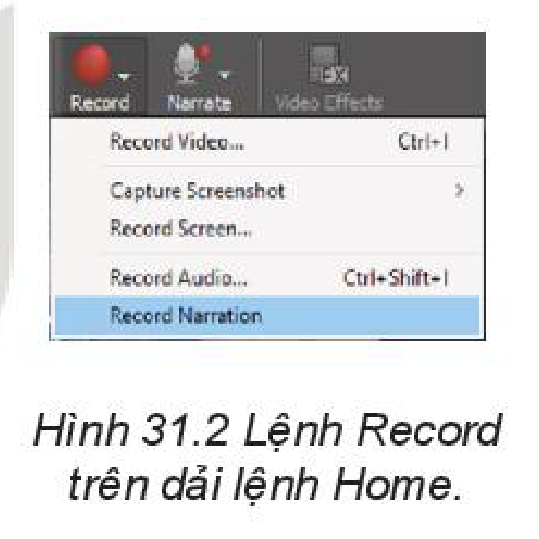 Record Narrate Video Effects
Record Video... Ctrl+I
Capture Screenshot >
Record Screen...
Record Audio... Ctrl+Shift+I
Record Narration
Hình 31.2 Lệnh Record
trên dải lệnh Home.